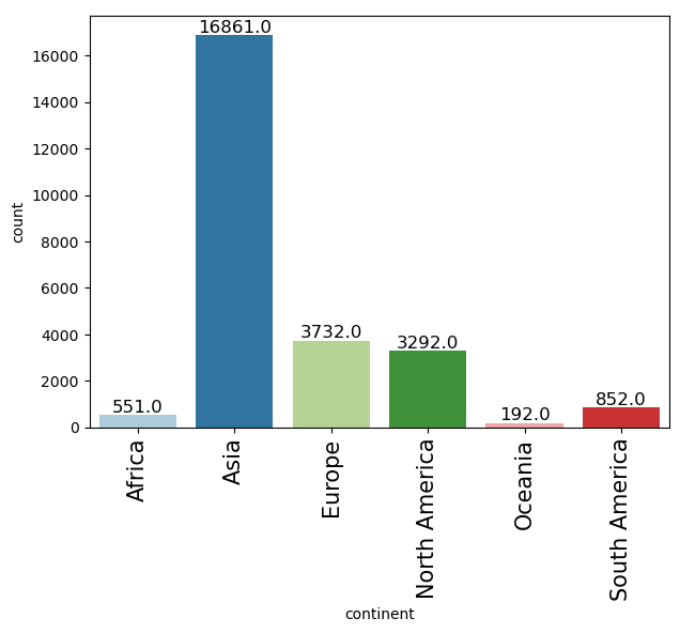 16861.0
16000
14000
12000
10000
8000
6000
4000
2000
0
count
551.0
3732.0
3292.0
192.0
852.0
Africa
Asia
Europe
North America
Oceania
South America
continent